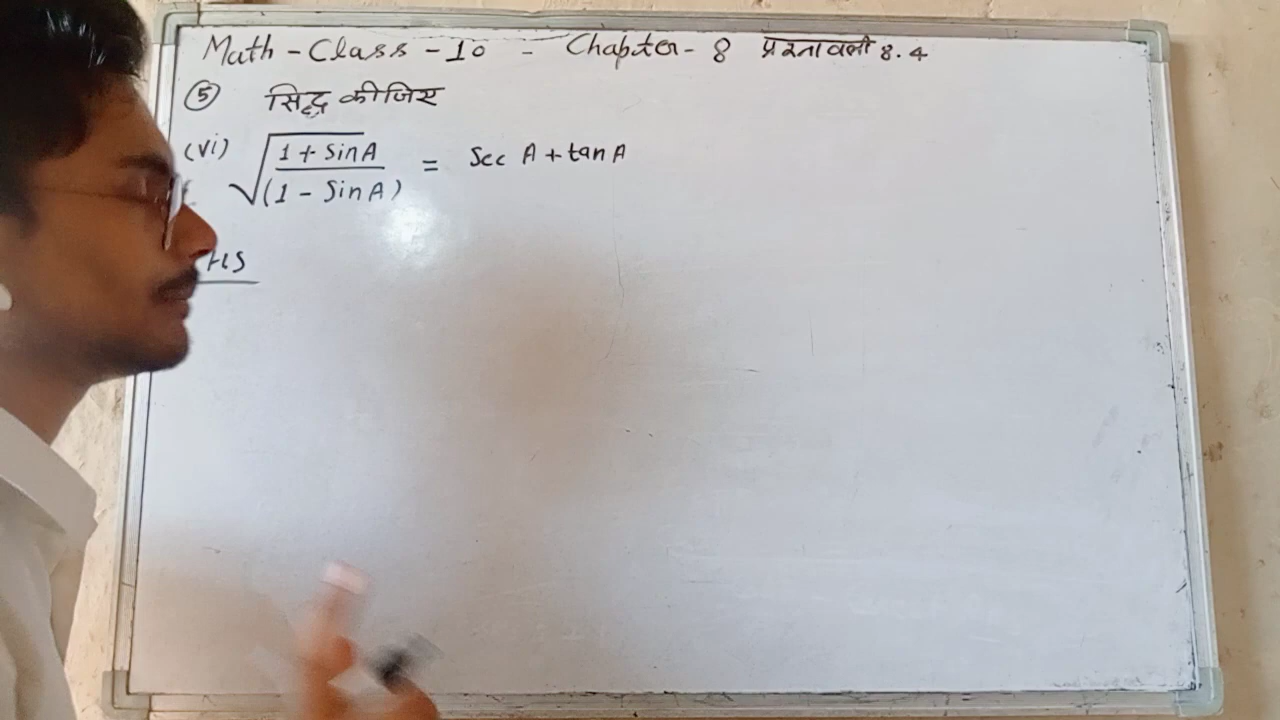 Math - Class - 10 - Chapter - 8 प्रश्नावली 8.4
⑤ सिद्ध कीजिए
(vi) √((1 + sinA)/(1 - SinA)) = Sec A + tan A